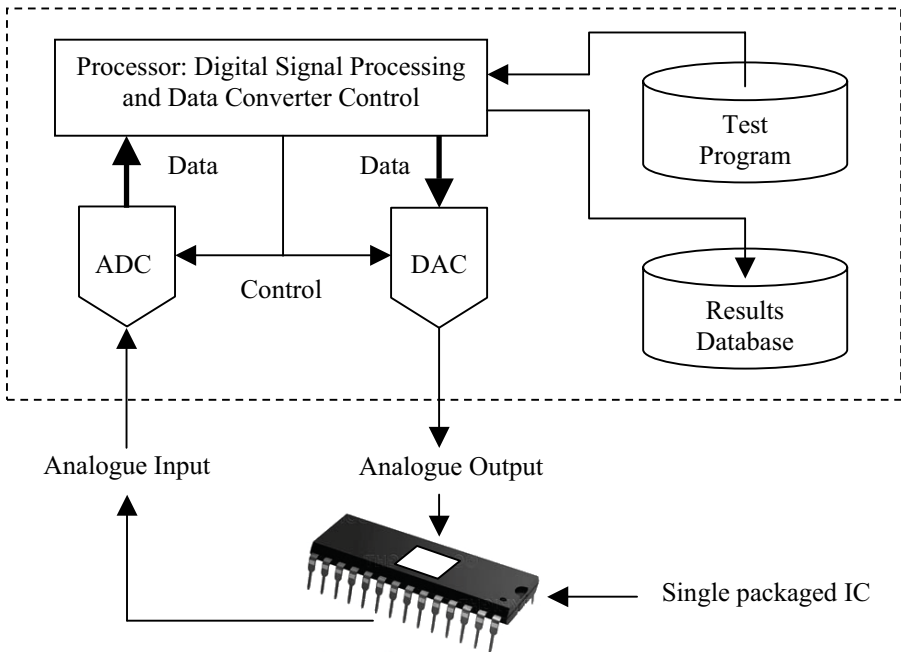 Processor: Digital Signal Processing
and Data Converter Control
Test
Program
Data
Data
ADC
DAC
Control
Results
Database
Analogue Input
Analogue Output
Single packaged IC